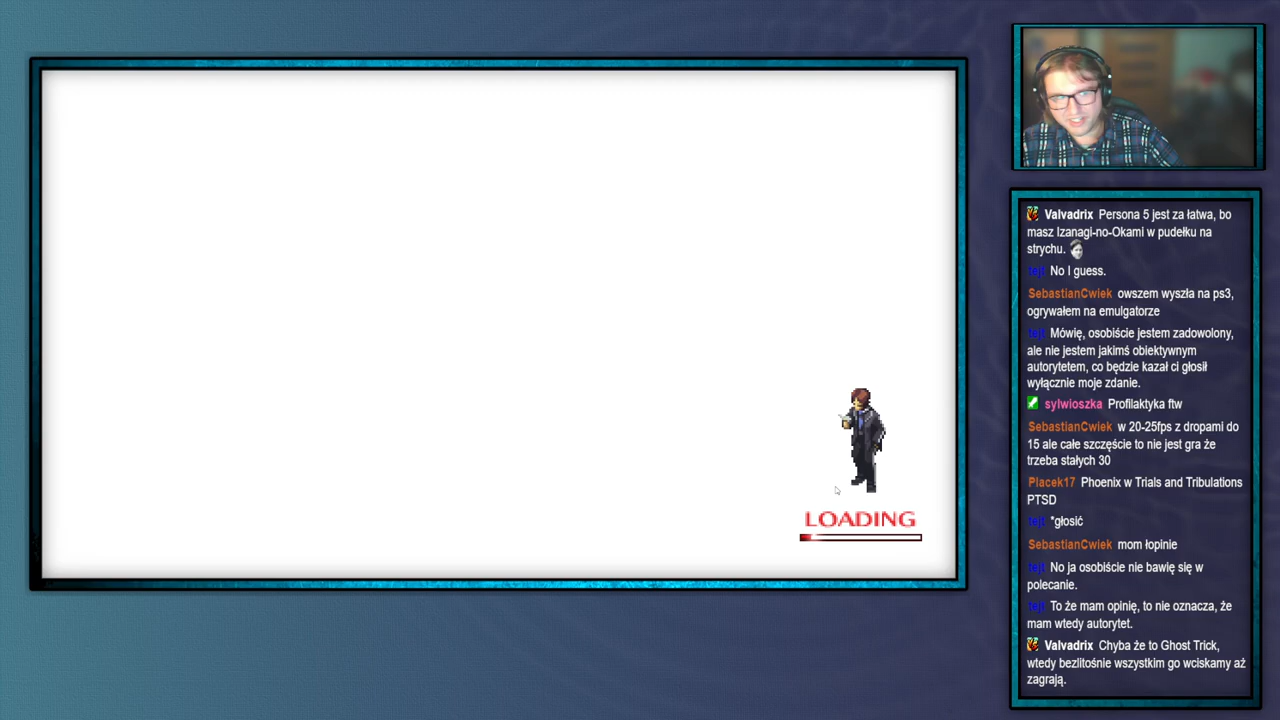 LOADING
Valvadrix Persona 5 jest za łatwa, bo
masz Izanagi-no-Okami w pudełku na
strychu.
tejt No I guess.
SebastianCwiek owszem wyszła na ps3,
ogrywałem na emulgatorze
tejt Mówię, osobiście jestem zadowolony,
ale nie jestem jakimś obiektywnym
autorytetem, co będzie kazał ci głosił
wyłącznie moje zdanie.
sylwioszka Profilaktyka ftw
SebastianCwiek w 20-25fps z dropami do
15 ale całe szczęście to nie jest gra że
trzeba stałych 30
Placek17 Phoenix w Trials and Tribulations
PTSD
tejt *głosić
SebastianCwiek mom łopinie
tejt No ja osobiście nie bawię się w
polecanie.
tejt To że mam opinię, to nie oznacza, że
mam wtedy autorytet.
Valvadrix Chyba że to Ghost Trick,
wtedy bezlitośnie wszystkim go wciskamy aż
zagrają.